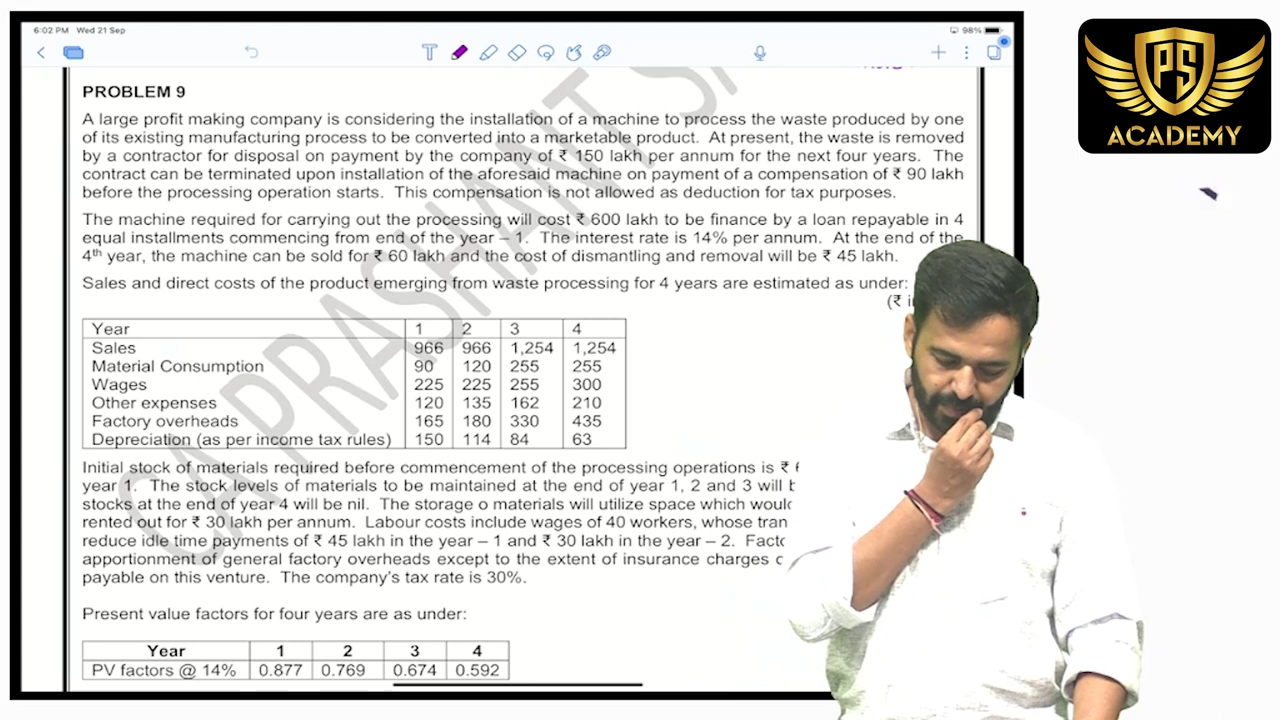 6:02 PM Wed 21 Sep
98%
PS
ACADEMY
PROBLEM 9
A large profit making company is considering the installation of a machine to process the waste produced by one
of its existing manufacturing process to be converted into a marketable product. At present, the waste is removed
by a contractor for disposal on payment by the company of ₹ 150 lakh per annum for the next four years. The
contract can be terminated upon installation of the aforesaid machine on payment of a compensation of ₹ 90 lakh
before the processing operation starts. This compensation is not allowed as deduction for tax purposes.
The machine required for carrying out the processing will cost ₹ 600 lakh to be finance by a loan repayable in 4
equal installments commencing from end of the year – 1. The interest rate is 14% per annum. At the end of the
4th year, the machine can be sold for ₹ 60 lakh and the cost of dismantling and removal will be ₹ 45 lakh.
Sales and direct costs of the product emerging from waste processing for 4 years are estimated as under:
(₹
Year 1 2 3 4
Sales 966 966 1,254 1,254
Material Consumption 90 120 255 255
Wages 225 225 255 300
Other expenses 120 135 162 210
Factory overheads 165 180 330 435
Depreciation (as per income tax rules) 150 114 84 63
Initial stock of materials required before commencement of the processing operations is ₹
year 1. The stock levels of materials to be maintained at the end of year 1, 2 and 3 will
stocks at the end of year 4 will be nil. The storage o materials will utilize space which would
rented out for ₹ 30 lakh per annum. Labour costs include wages of 40 workers, whose
reduce idle time payments of ₹ 45 lakh in the year – 1 and ₹ 30 lakh in the year – 2.
apportionment of general factory overheads except to the extent of insurance charges
payable on this venture. The company's tax rate is 30%.
Present value factors for four years are as under:
Year 1 2 3 4
PV factors @ 14% 0.877 0.769 0.674 0.592